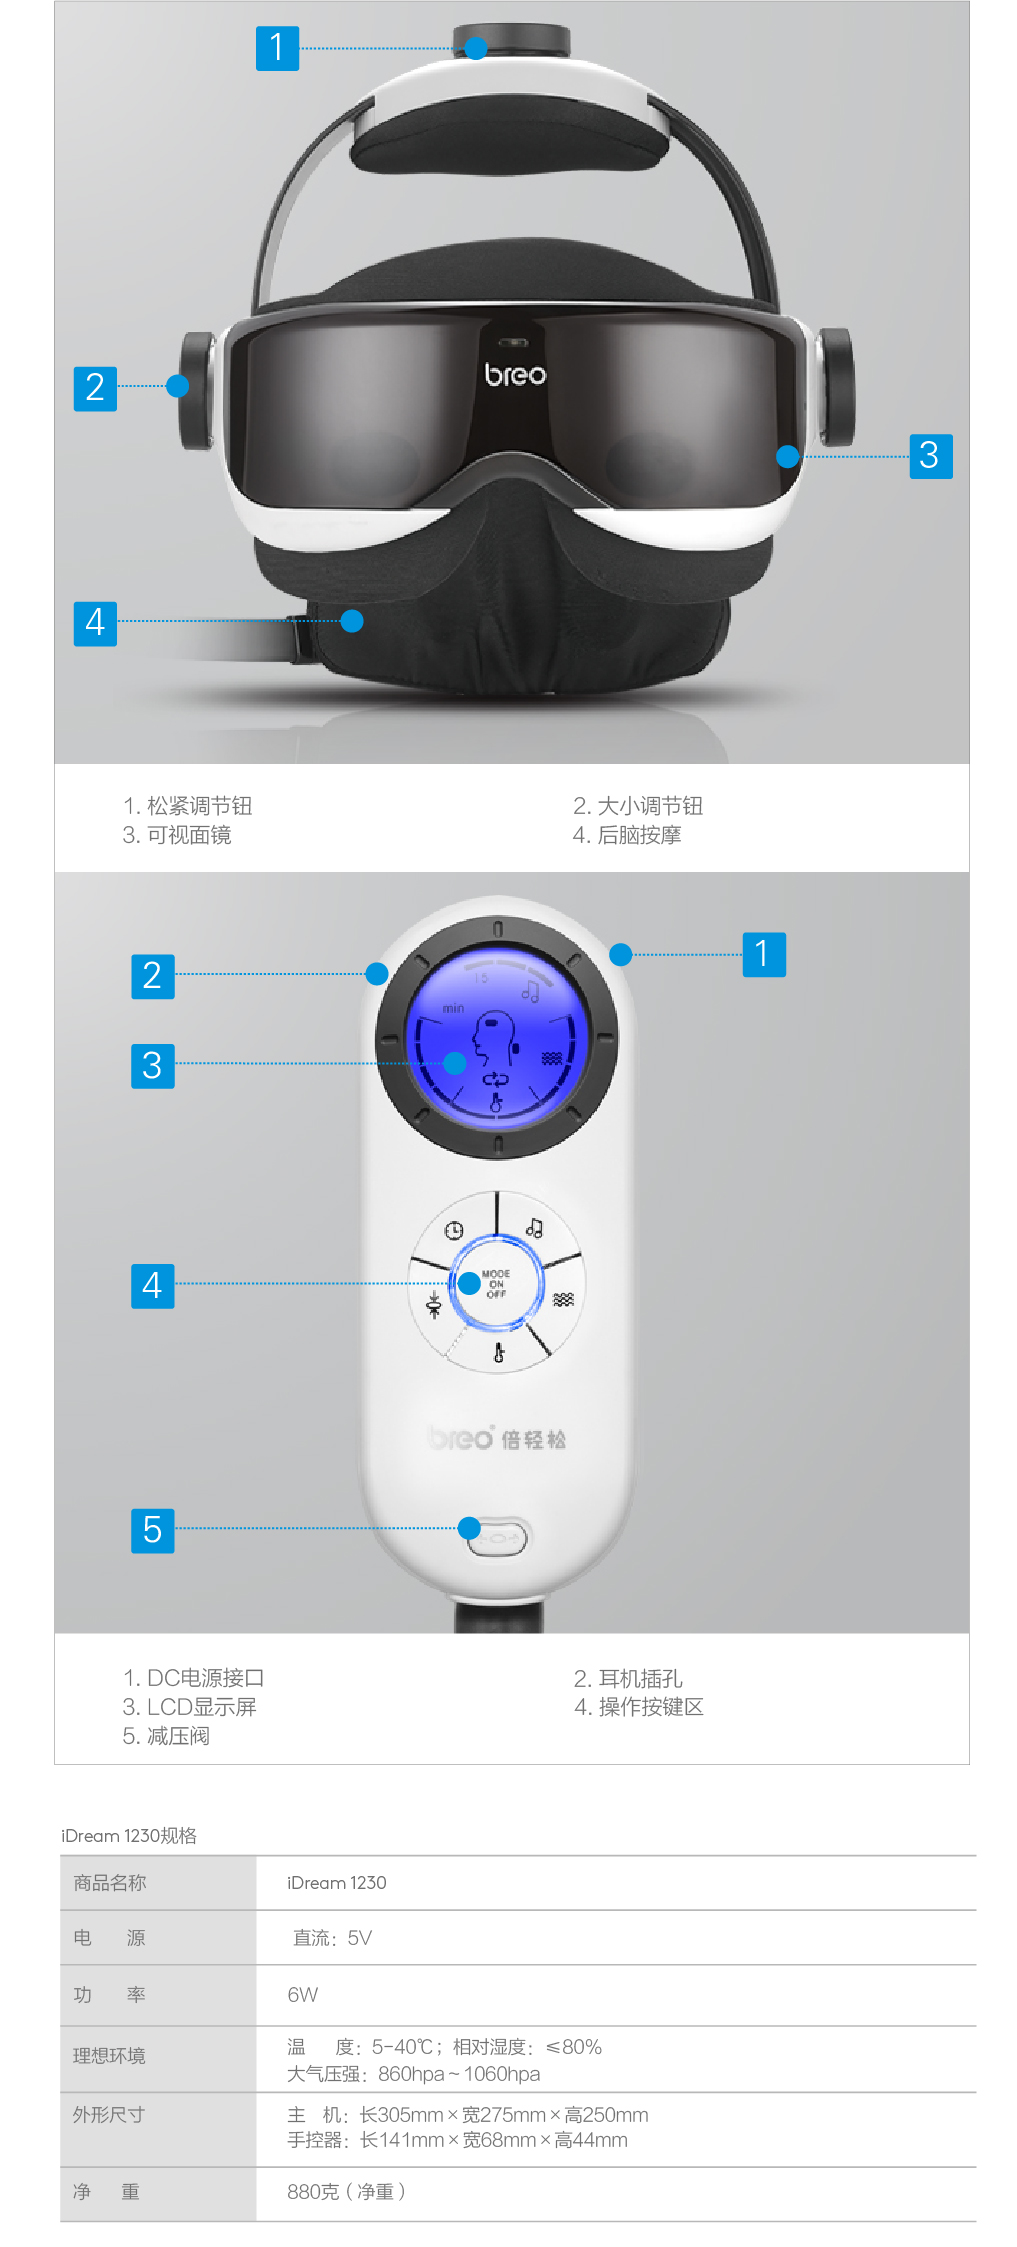 1
breo
2
3
4
1. 松紧调节钮
2. 大小调节钮
3. 可视面镜
4. 后脑按摩
1
2
15
min
3
MODE
ON
OFF
4
breo® 倍轻松
5
1. DC电源接口
2. 耳机插孔
3. LCD显示屏
4. 操作按键区
5. 减压阀
iDream 1230规格
商品名称 iDream 1230
电 源 直流：5V
功 率 6W
理想环境 温 度：5-40℃；相对湿度：≤80%
大气压强：860hpa~1060hpa
外形尺寸 主 机：长305mm×宽275mm×高250mm
手控器：长141mm×宽68mm×高44mm
净 重 880克（净重）